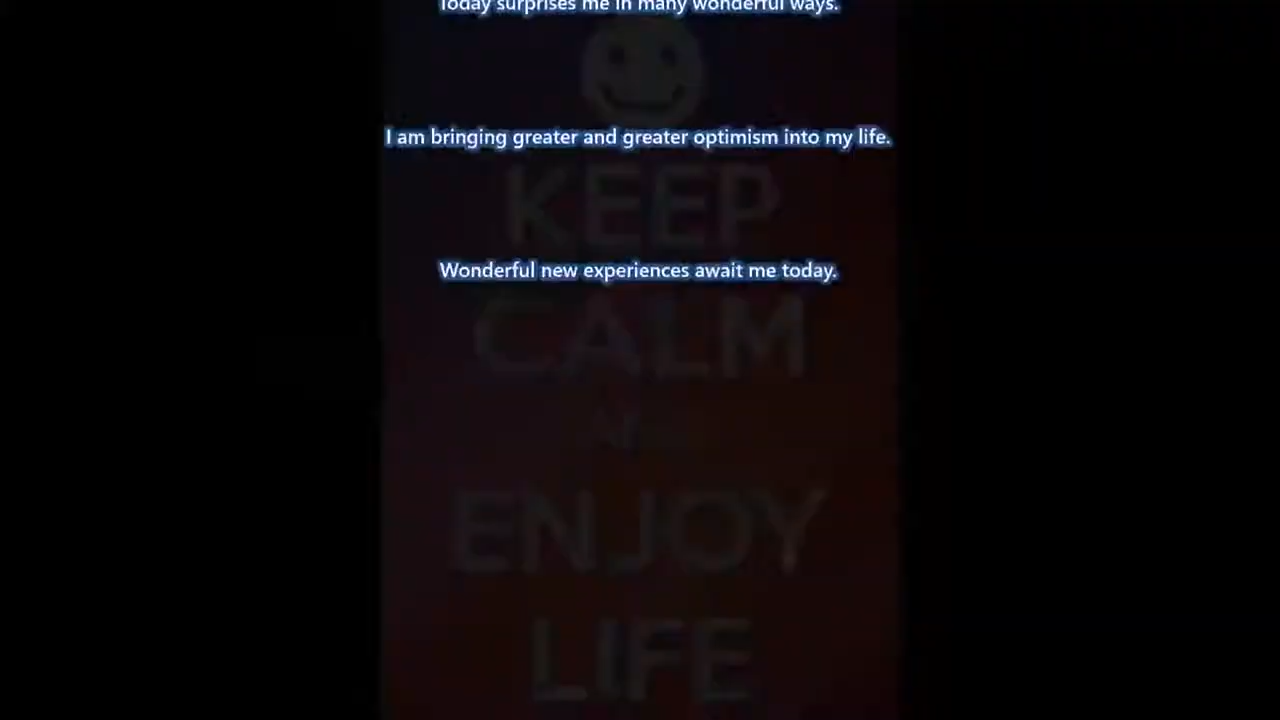 Today surprises me in many wonderful ways.
I am bringing greater and greater optimism into my life.
KEEP
Wonderful new experiences await me today.
CALM
ENJOY
LIFE